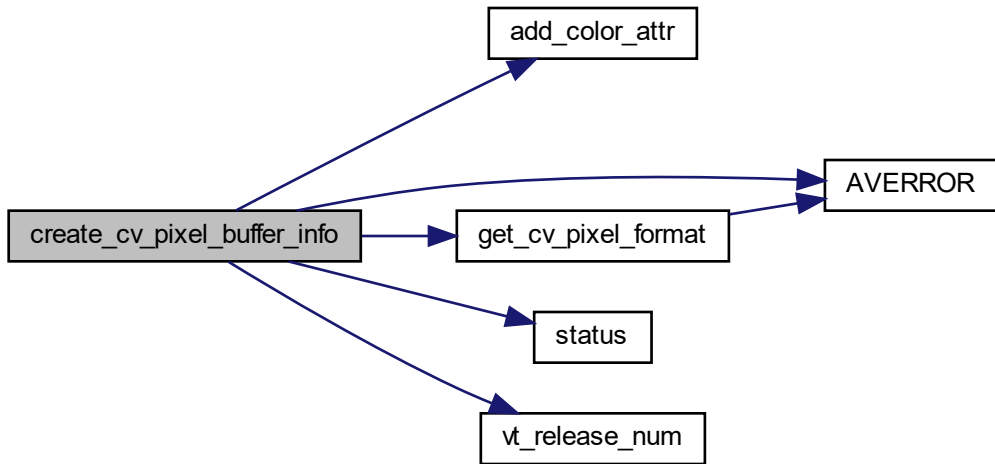 add_color_attr
AVERROR
create_cv_pixel_buffer_info
get_cv_pixel_format
status
vt_release_num